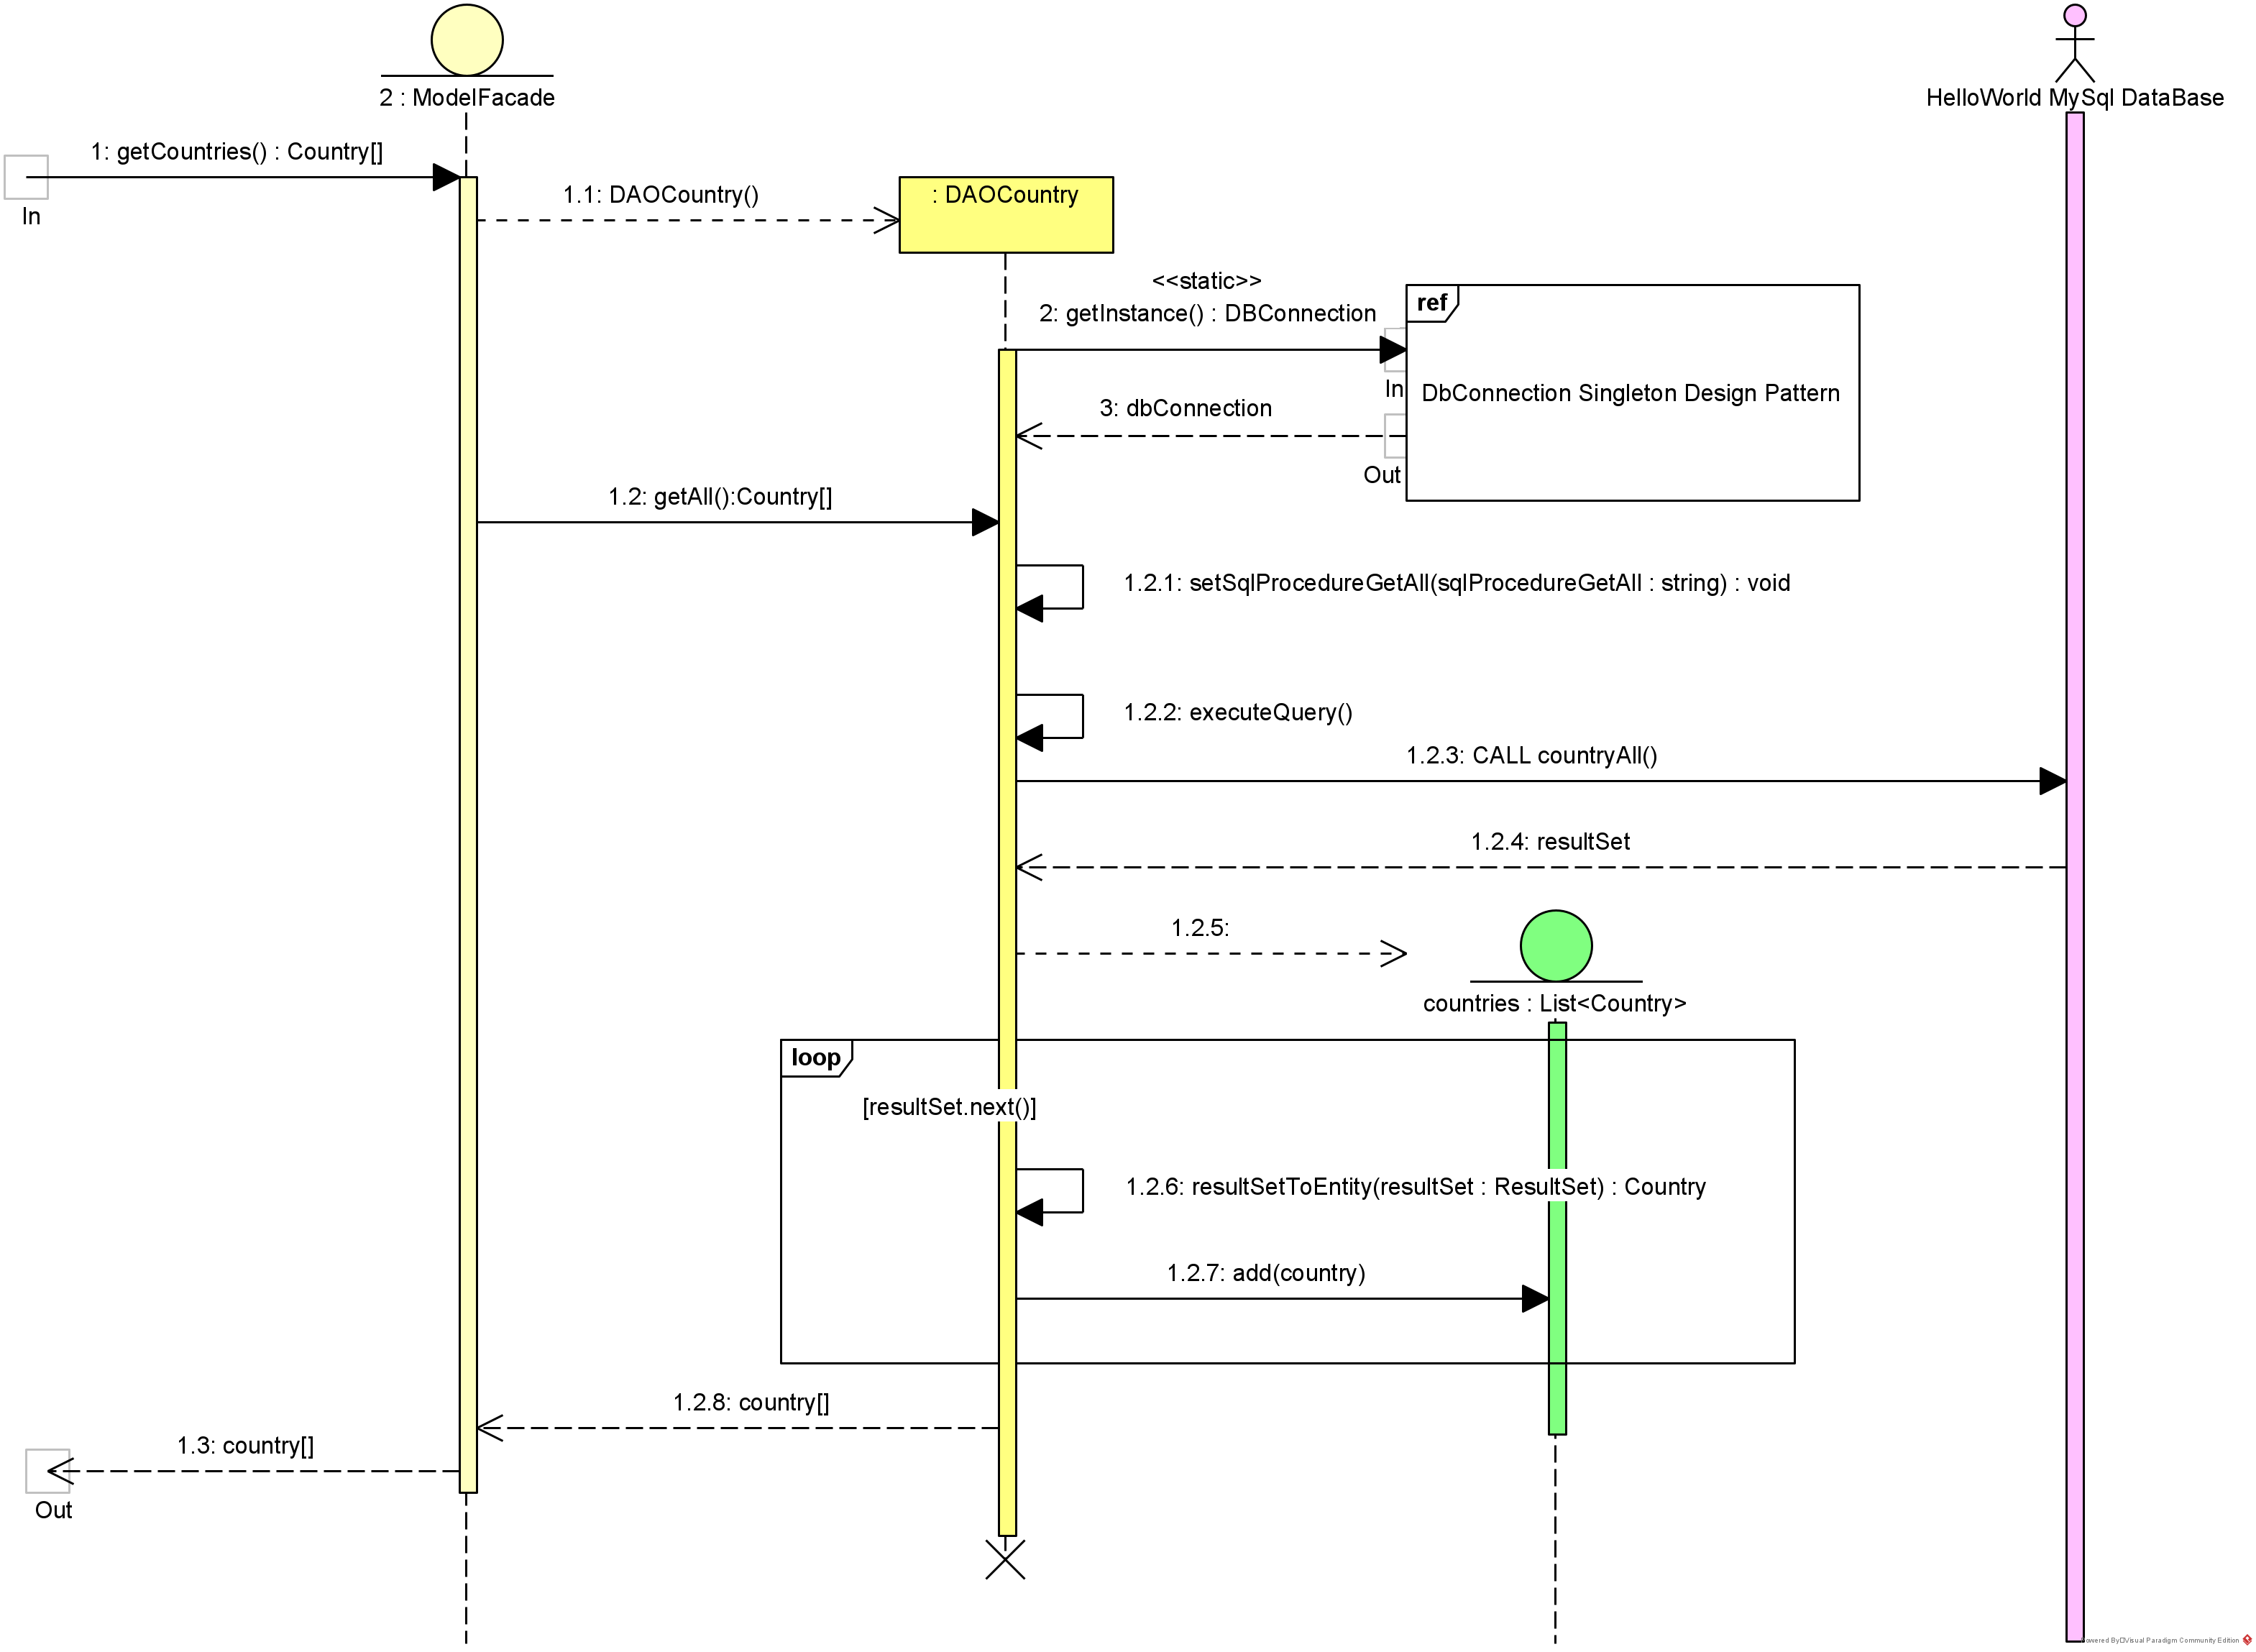 2 : ModelFacade
HelloWorld MySql DataBase
1: getCountries() : Country[]
In
1.1: DAOCountry()
: DAOCountry
<<static>>
2: getInstance() : DBConnection
ref
In
DbConnection Singleton Design Pattern
3: dbConnection
Out
1.2: getAll():Country[]
1.2.1: setSqlProcedureGetAll(sqlProcedureGetAll : string) : void
1.2.2: executeQuery()
1.2.3: CALL countryAll()
1.2.4: resultSet
1.2.5:
countries : List<Country>
loop
[resultSet.next()]
1.2.6: resultSetToEntity(resultSet : ResultSet) : Country
1.2.7: add(country)
1.2.8: country[]
1.3: country[]
Out
Powered By Visual Paradigm Community Edition